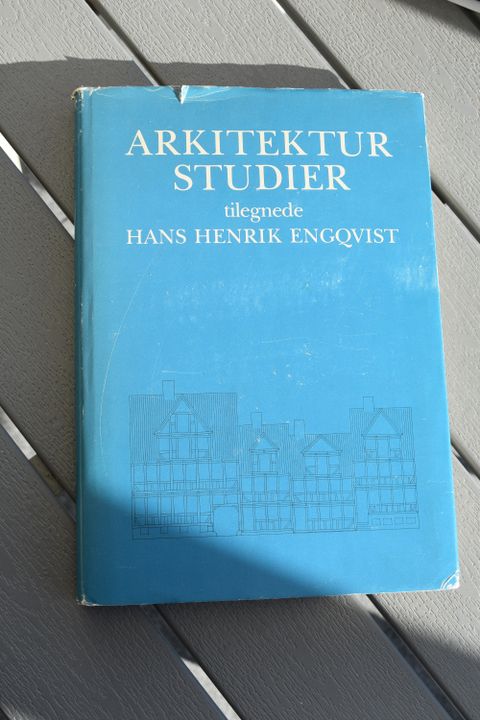 ARKITEKTUR
STUDIER
tilegnede
HANS HENRIK ENGQVIST